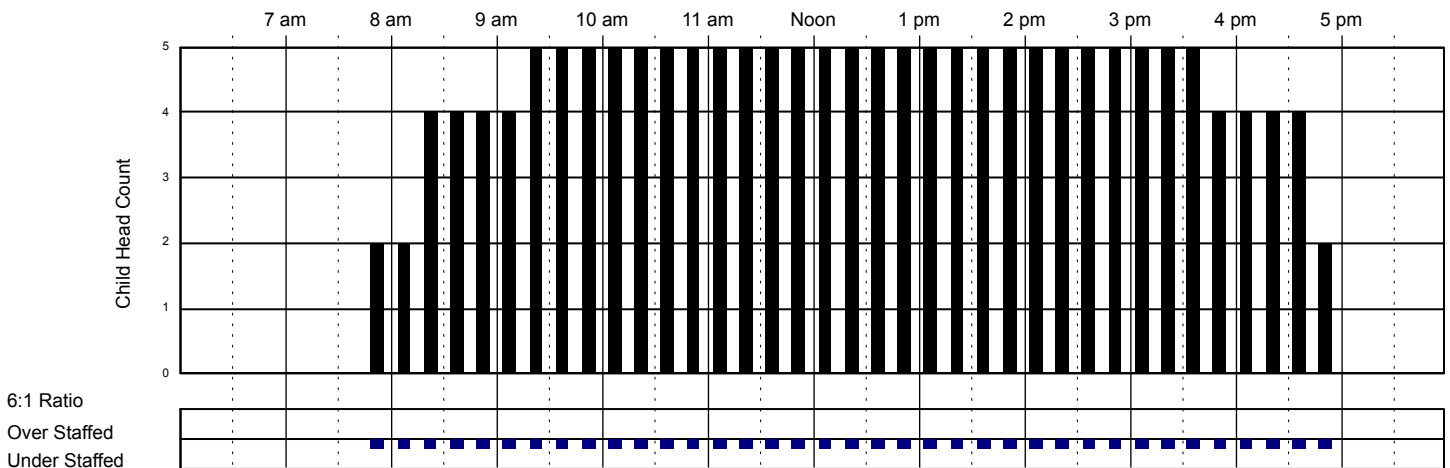 7 am 8 am 9 am 10 am 11 am Noon 1 pm 2 pm 3 pm 4 pm 5 pm
5
4
3
2
1
0
Child Head Count
6:1 Ratio
Over Staffed
Under Staffed